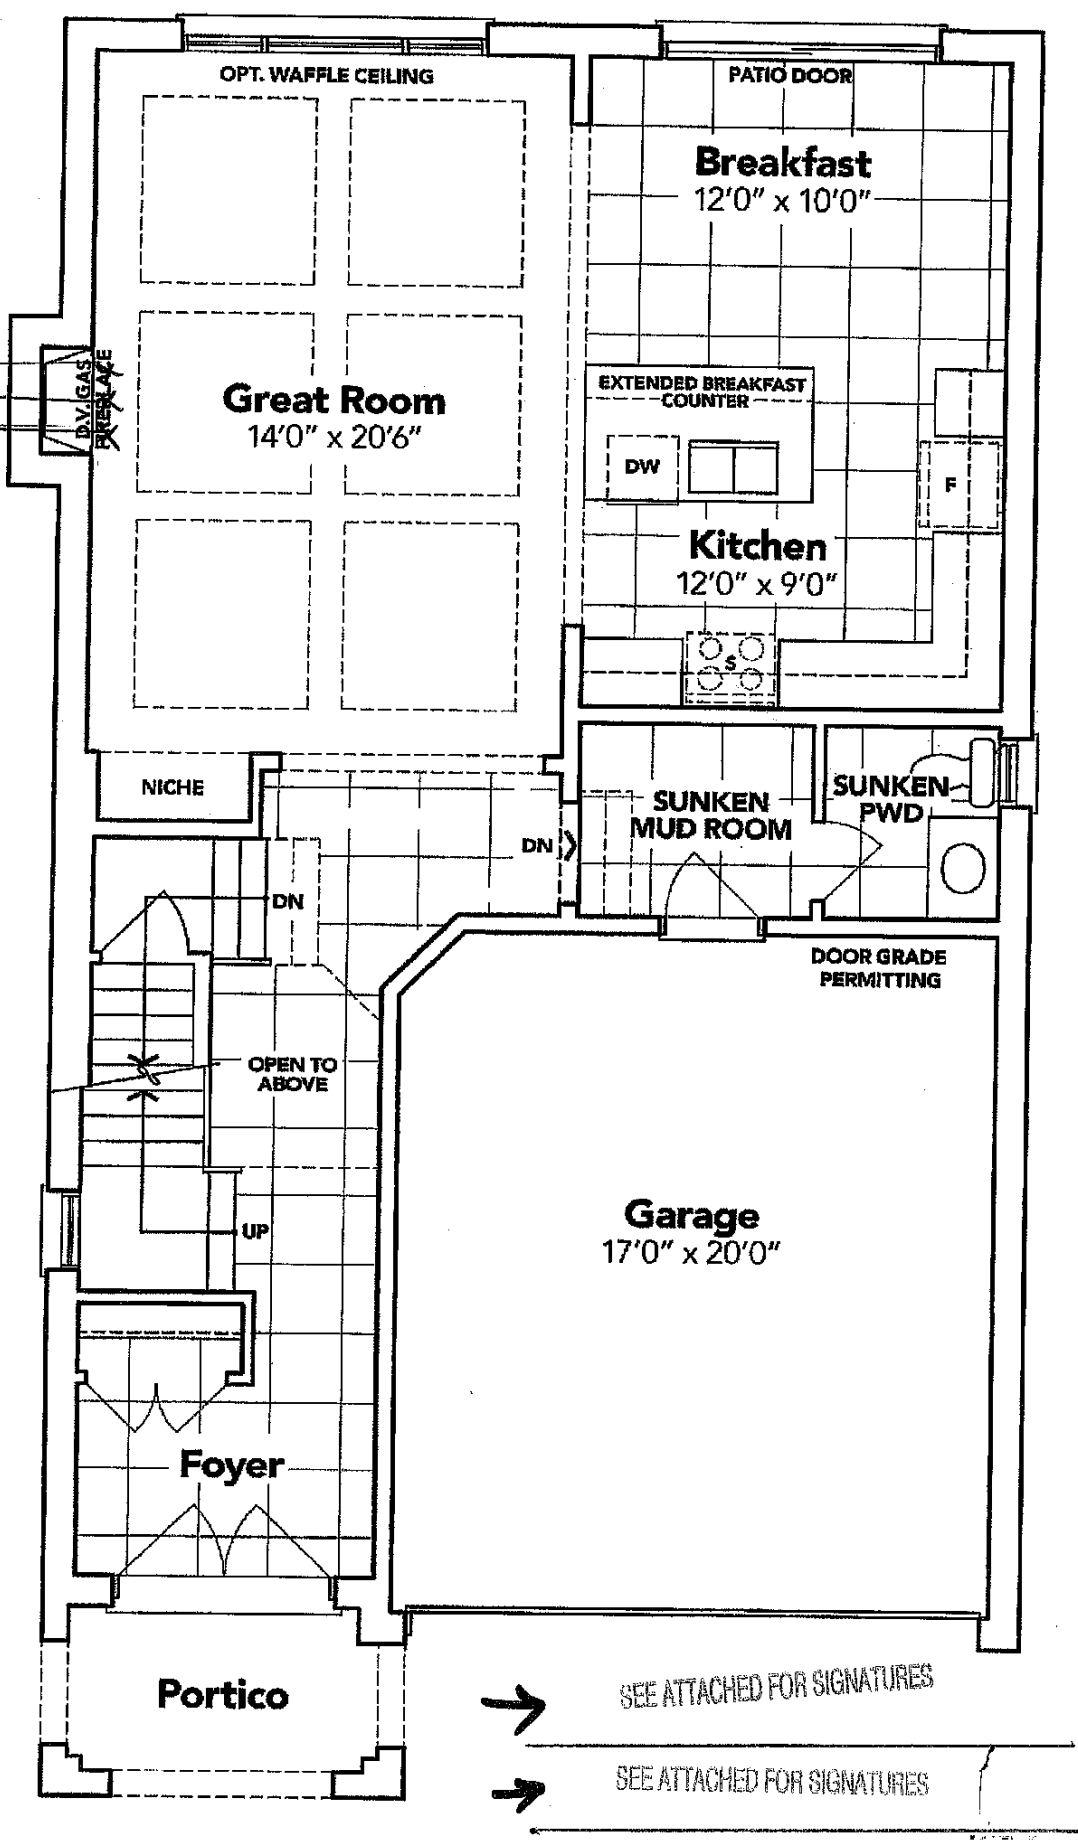 OPT. WAFFLE CEILING
PATIO DOOR
Breakfast
12'0" x 10'0"
D.V. GAS
FIREPLACE
Great Room
14'0" x 20'6"
EXTENDED BREAKFAST
COUNTER
DW
F
Kitchen
12'0" x 9'0"
S
NICHE
SUNKEN
MUD ROOM
SUNKEN
PWD
DN
DN
DOOR GRADE
PERMITTING
OPEN TO
ABOVE
UP
Garage
17'0" x 20'0"
Foyer
Portico
SEE ATTACHED FOR SIGNATURES
SEE ATTACHED FOR SIGNATURES